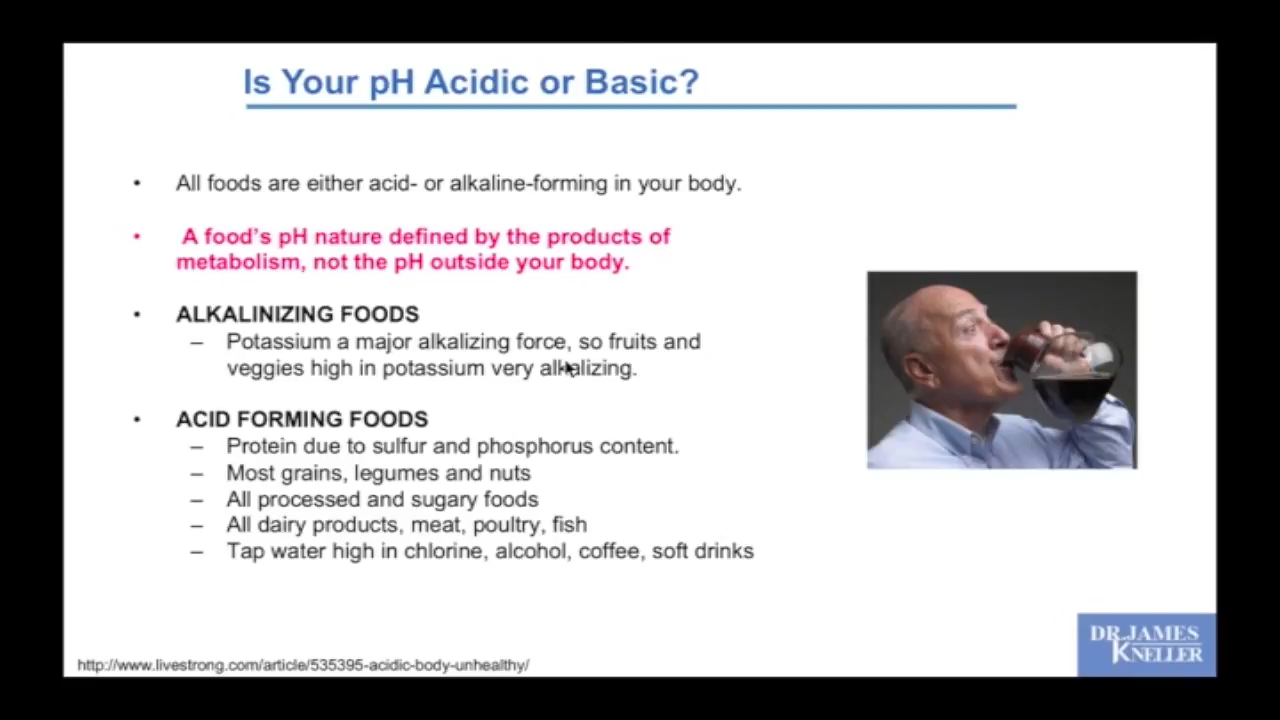 Is Your pH Acidic or Basic?
• All foods are either acid- or alkaline-forming in your body.
• A food's pH nature defined by the products of
metabolism, not the pH outside your body.
• ALKALINIZING FOODS
– Potassium a major alkalizing force, so fruits and
veggies high in potassium very alkalizing.
• ACID FORMING FOODS
– Protein due to sulfur and phosphorus content.
– Most grains, legumes and nuts
– All processed and sugary foods
– All dairy products, meat, poultry, fish
– Tap water high in chlorine, alcohol, coffee, soft drinks
http://www.livestrong.com/article/535395-acidic-body-unhealthy/
DR. JAMES
KNELLER